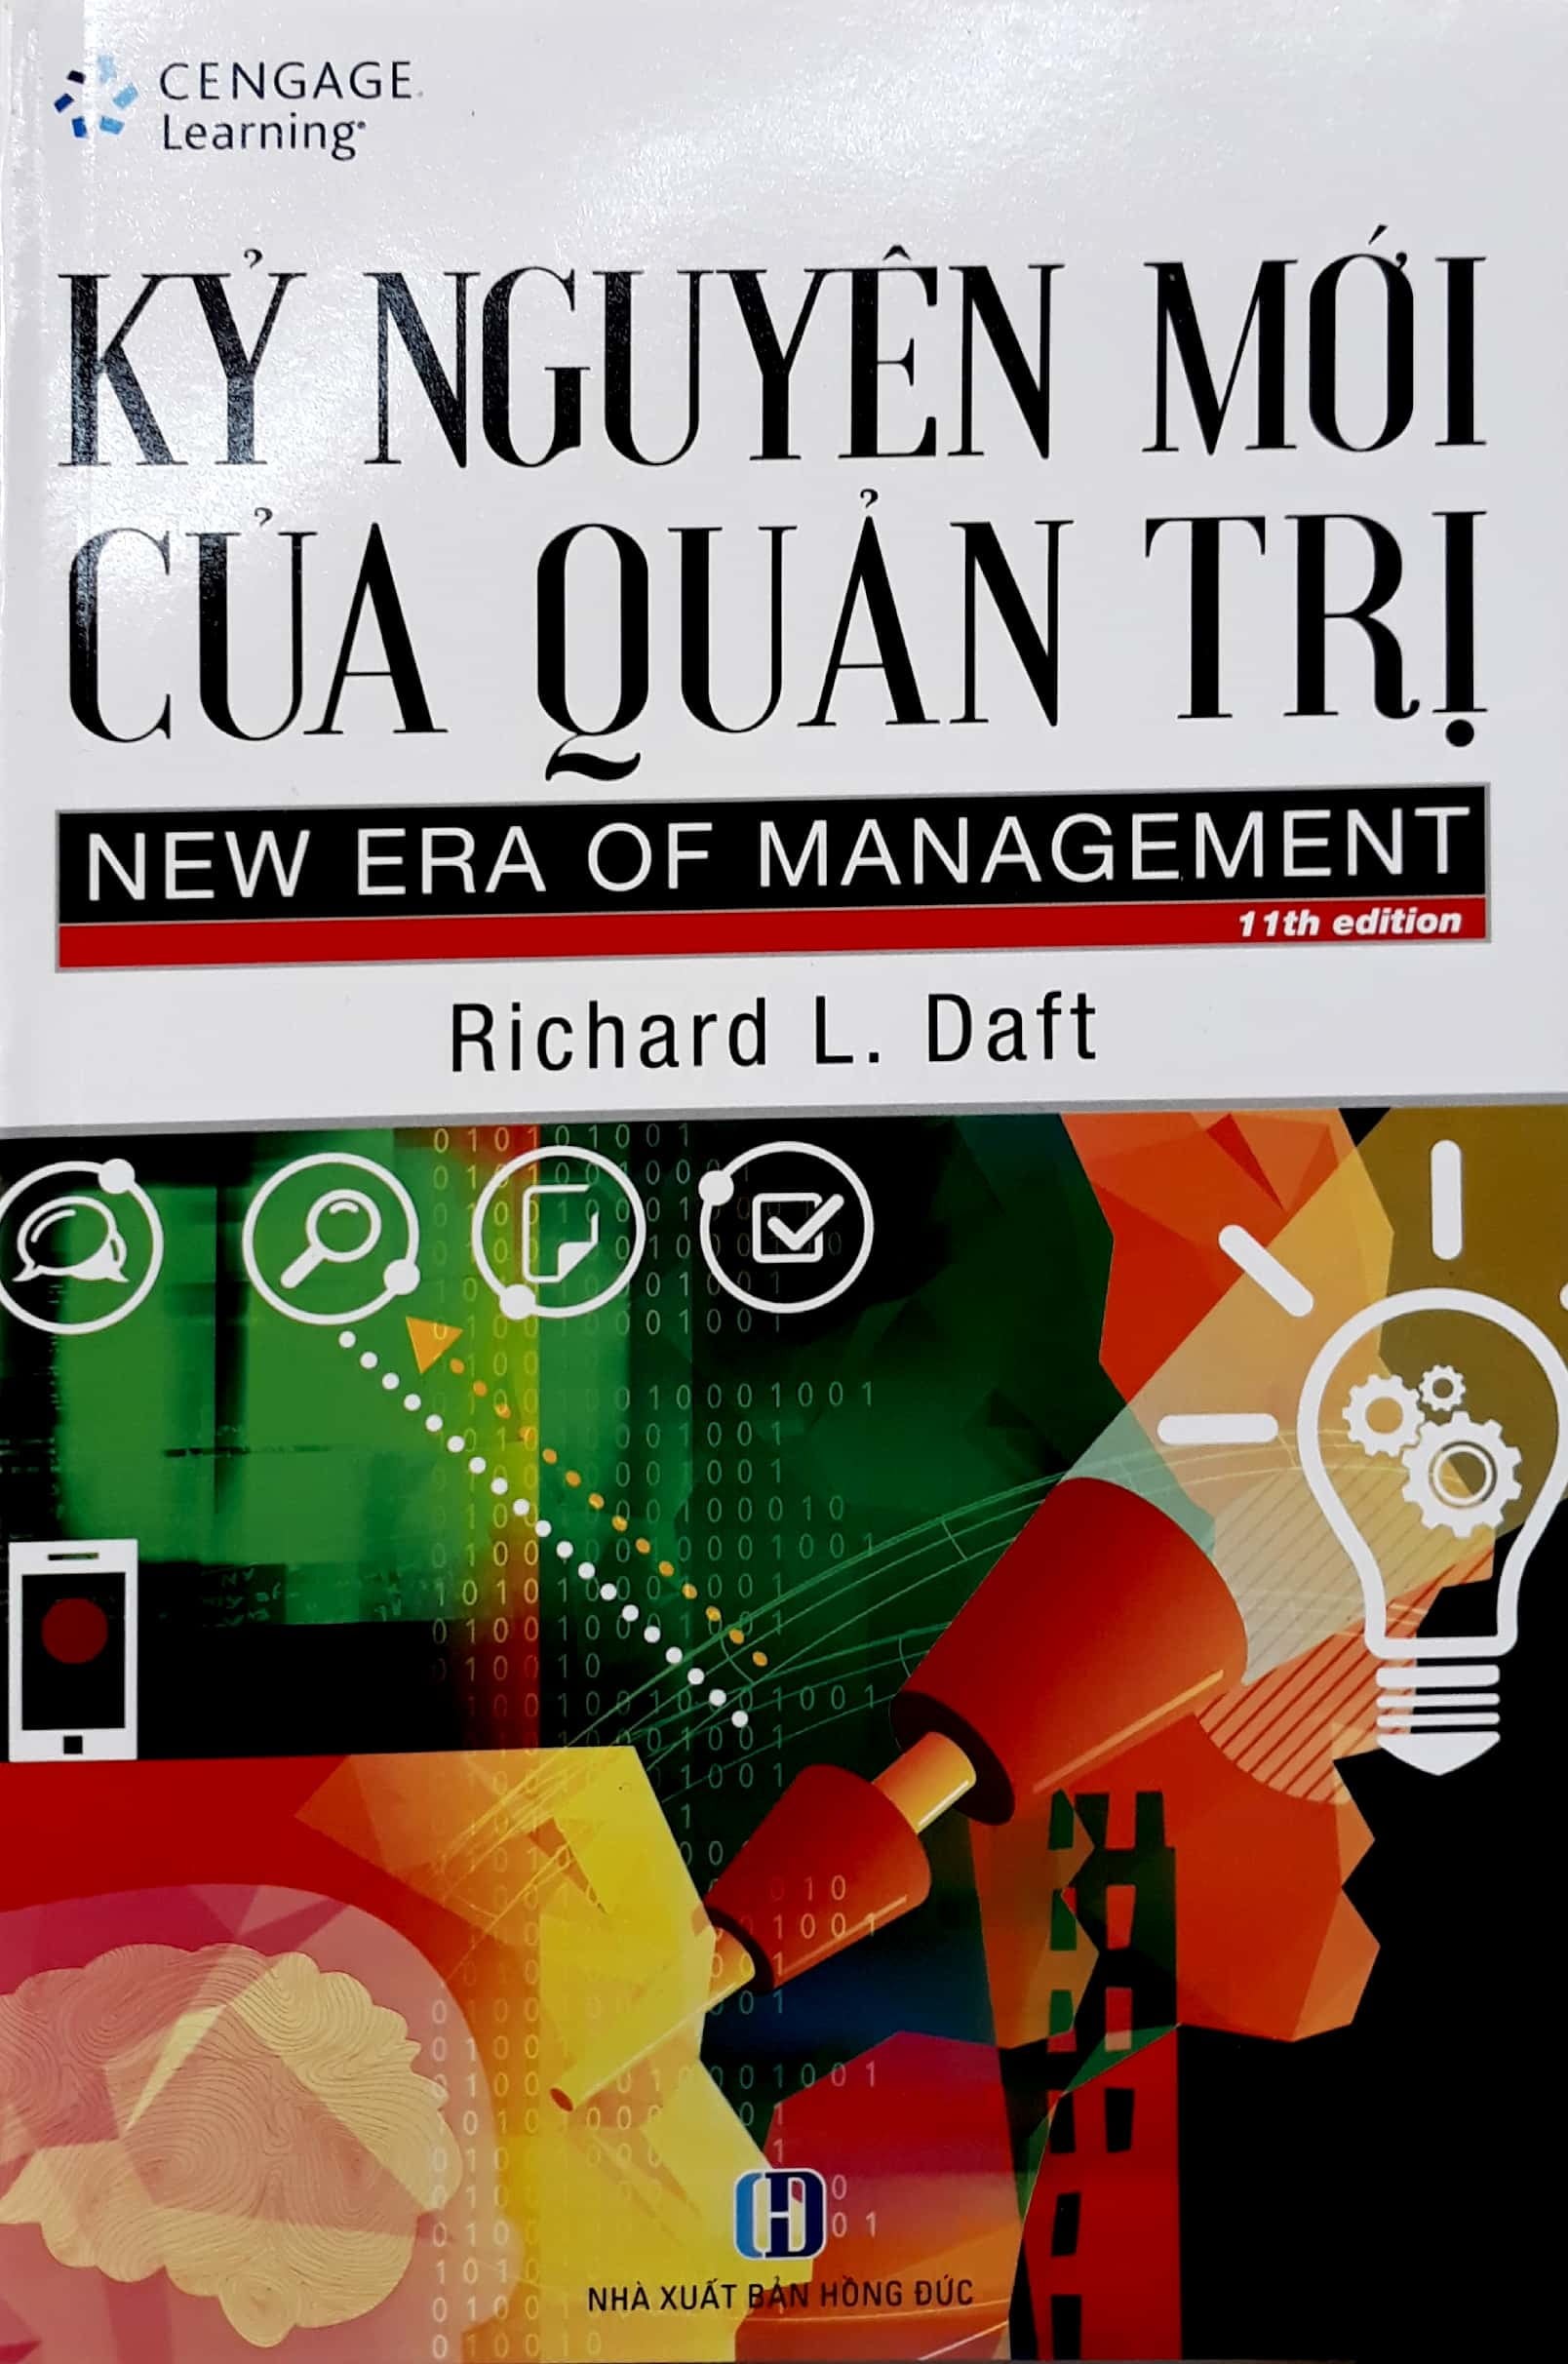 CENGAGE
Learning®
KỶ NGUYÊN MỚI
CỦA QUẢN TRỊ
NEW ERA OF MANAGEMENT
11th edition
Richard L. Daft
NHÀ XUẤT BẢN HỒNG ĐỨC